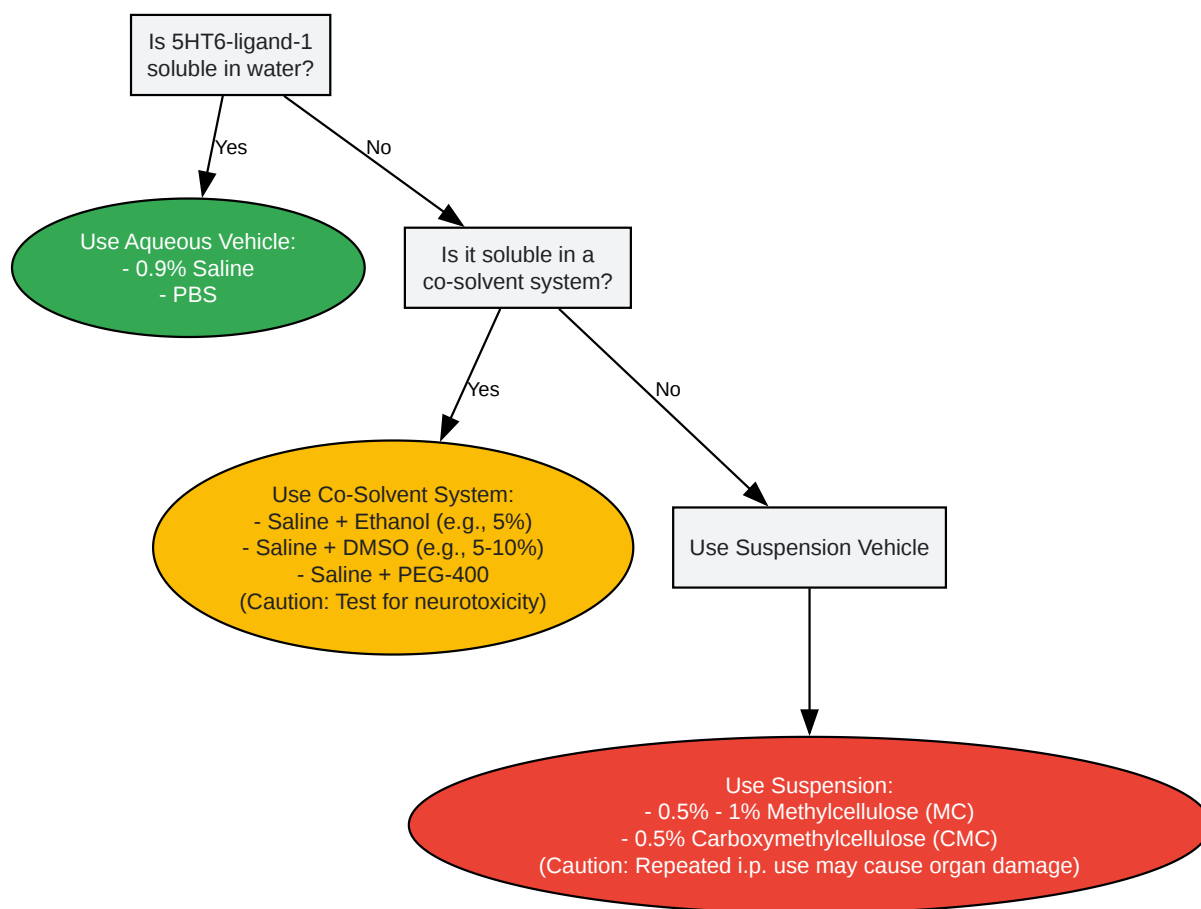 Is 5HT6-ligand-1
soluble in water?
Yes
No
Use Aqueous Vehicle:
- 0.9% Saline
- PBS
Is it soluble in a
co-solvent system?
Yes
No
Use Co-Solvent System:
- Saline + Ethanol (e.g., 5%)
- Saline + DMSO (e.g., 5-10%)
- Saline + PEG-400
(Caution: Test for neurotoxicity)
Use Suspension Vehicle
Use Suspension:
- 0.5% - 1% Methylcellulose (MC)
- 0.5% Carboxymethylcellulose (CMC)
(Caution: Repeated i.p. use may cause organ damage)